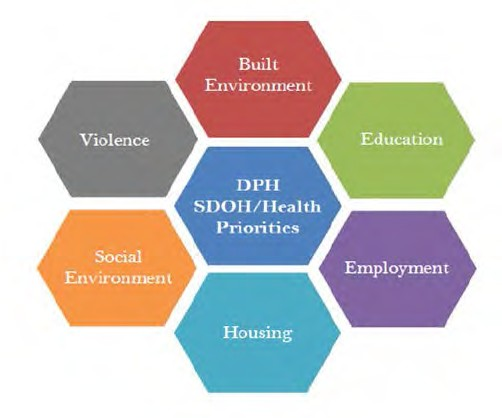 Built
Environment
Violence
Education
DPH
SDOH/Health
Priorities
Social
Environment
Employment
Housing